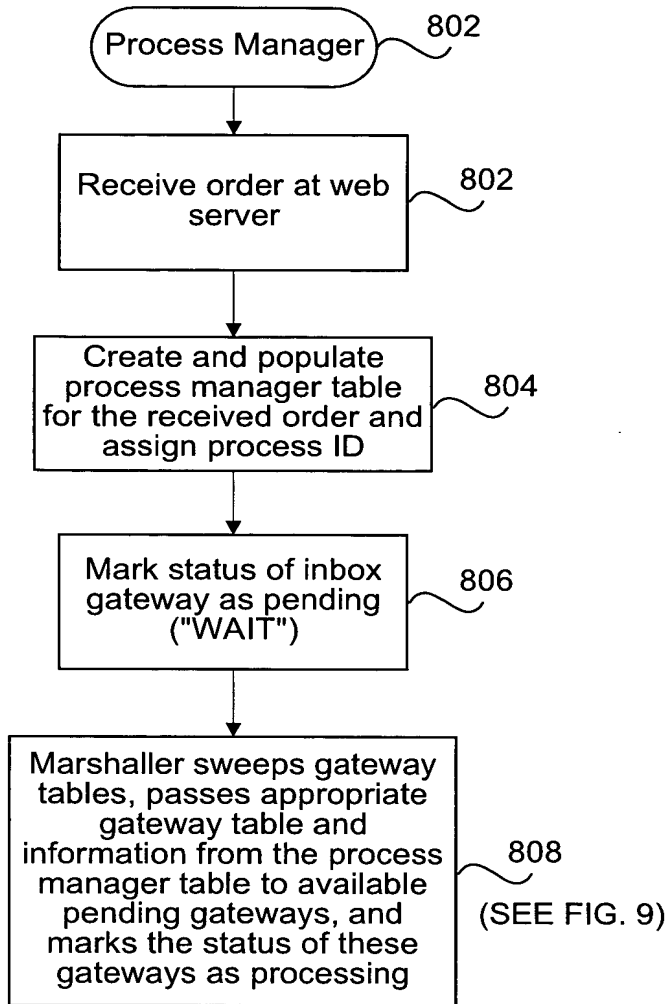 Process Manager
802
Receive order at web
server
802
Create and populate
process manager table
for the received order and
assign process ID
804
Mark status of inbox
gateway as pending
("WAIT")
806
Marshaller sweeps gateway
tables, passes appropriate
gateway table and
information from the process
manager table to available
pending gateways, and
marks the status of these
gateways as processing
808
(SEE FIG. 9)